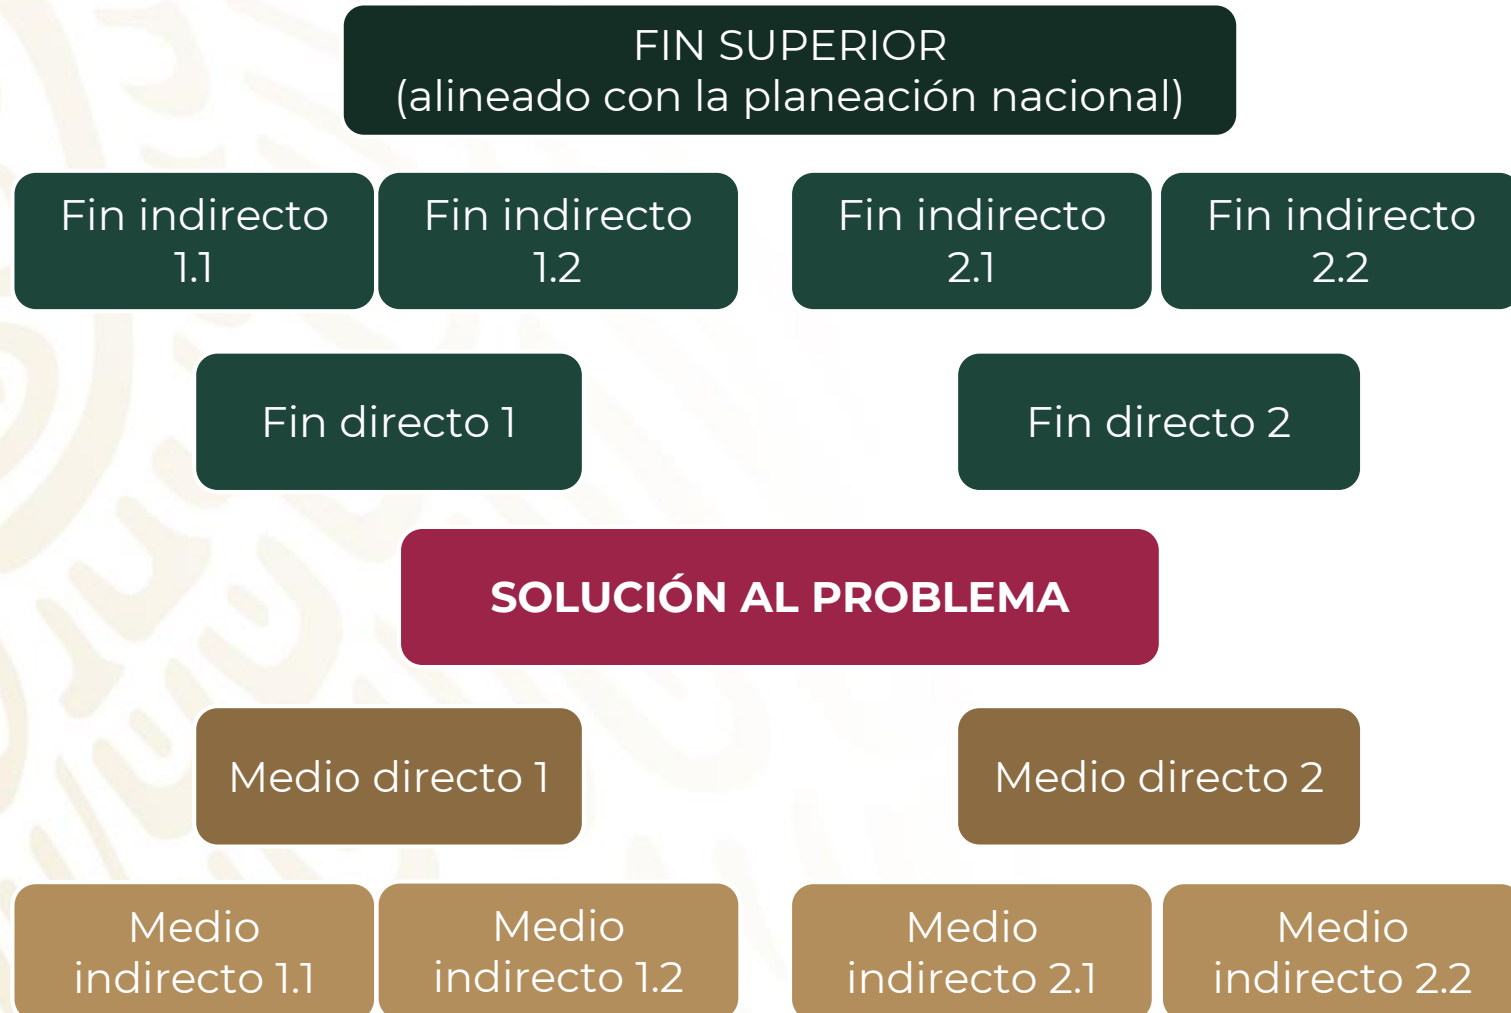 FIN SUPERIOR
(alineado con la planeación nacional)
Fin indirecto
1.1
Fin indirecto
1.2
Fin indirecto
2.1
Fin indirecto
2.2
Fin directo 1
Fin directo 2
SOLUCIÓN AL PROBLEMA
Medio directo 1
Medio directo 2
Medio
indirecto 1.1
Medio
indirecto 1.2
Medio
indirecto 2.1
Medio
indirecto 2.2